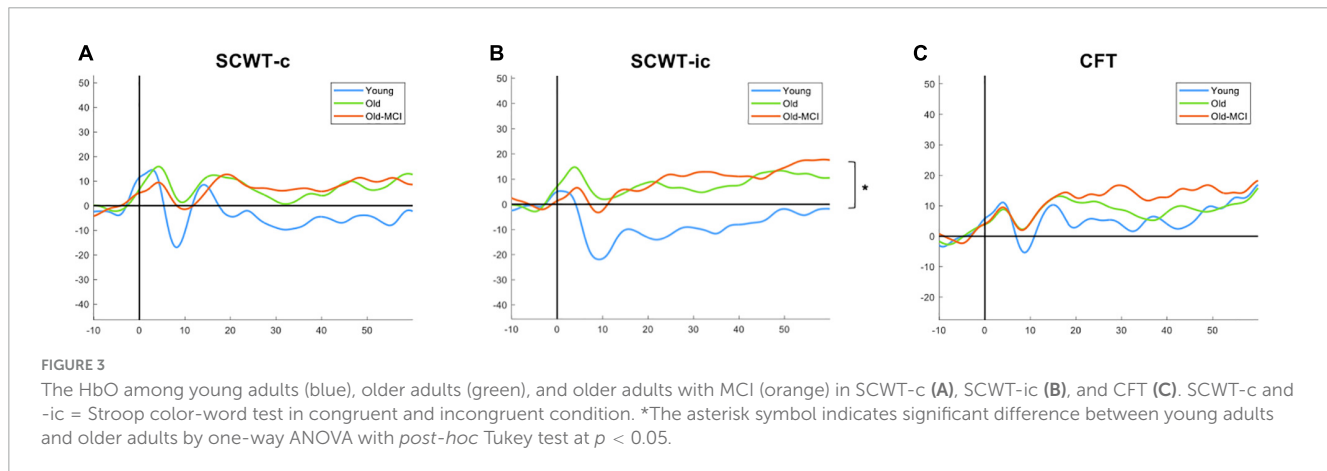 A
SCWT-c
50
40
30
20
10
0
-10
-20
-30
-40
-10 0 10 20 30 40 50
Young
Old
Old-MCI
B
SCWT-ic
50
40
30
20
10
0
-10
-20
-30
-40
-10 0 10 20 30 40 50
Young
Old
Old-MCI
*
C
CFT
50
40
30
20
10
0
-10
-20
-10 0 10 20 30 40 50
Young
Old
Old-MCI
FIGURE 3
The HbO among young adults (blue), older adults (green), and older adults with MCI (orange) in SCWT-c (A), SCWT-ic (B), and CFT (C). SCWT-c and
-ic = Stroop color-word test in congruent and incongruent condition. *The asterisk symbol indicates significant difference between young adults
and older adults by one-way ANOVA with post-hoc Tukey test at p < 0.05.